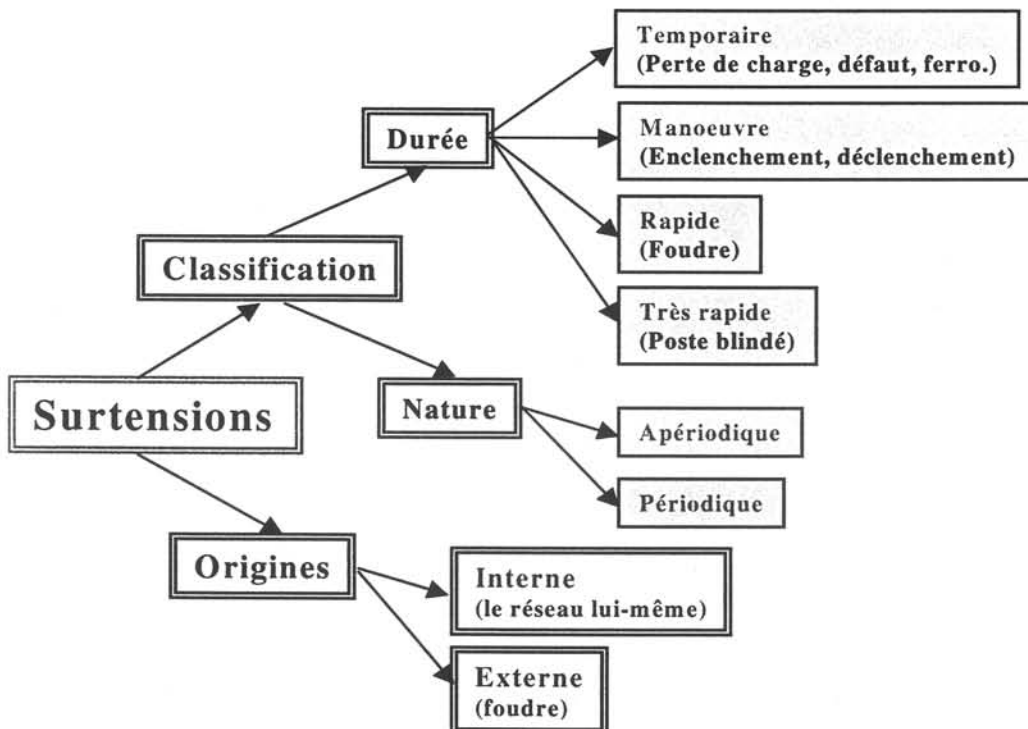 Temporaire
(Perte de charge, défaut, ferro.)
Durée
Manoeuvre
(Enclenchement, déclenchement)
Rapide
(Foudre)
Classification
Très rapide
(Poste blindé)
Surtensions
Nature
Apériodique
Périodique
Origines
Interne
(le réseau lui-même)
Externe
(foudre)